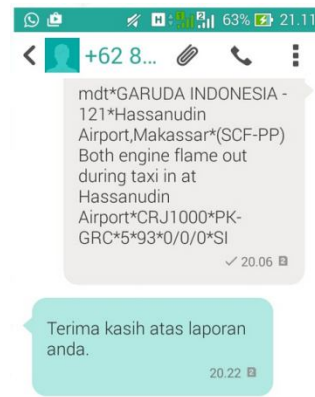 63% 21.11
+62 8...
mdt*GARUDA INDONESIA -
121*Hassanudin
Airport,Makassar*(SCF-PP)
Both engine flame out
during taxi in at
Hassanudin
Airport*CRJ1000*PK-
GRC*5*93*0/0/0*SI
20.06 2
Terima kasih atas laporan
anda.
20.22 2